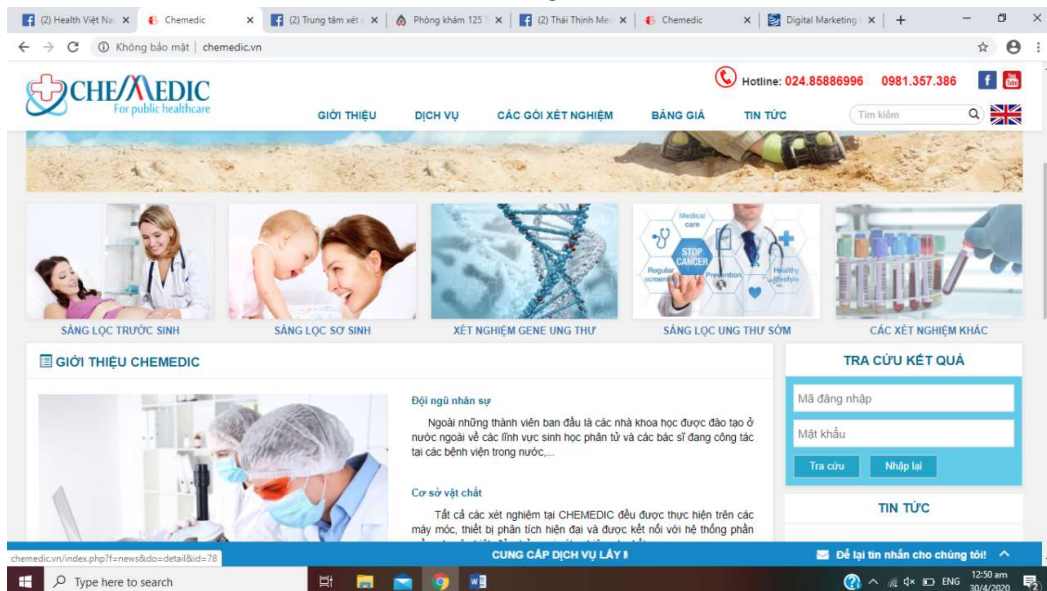 (2) Health Việt Na
Chemedic
(2) Trung tâm xét
Phòng khám 125
(2) Thái Thịnh Med
Chemedic
Digital Marketing
Không bảo mật | chemedic.vn
CHEMEDIC
For public healthcare
Hotline: 024.85886996 0981.357.386
GIỚI THIỆU DỊCH VỤ CÁC GÓI XÉT NGHIỆM BẢNG GIÁ TIN TỨC
Tìm kiếm
Medical care
STOP CANCER
Regular screen
Prevention
Healthy lifestyle
SÀNG LỌC TRƯỚC SINH
SÀNG LỌC SƠ SINH
XÉT NGHIỆM GENE UNG THƯ
SÀNG LỌC UNG THƯ SỚM
CÁC XÉT NGHIỆM KHÁC
GIỚI THIỆU CHEMEDIC
Đội ngũ nhân sự
Ngoài những thành viên ban đầu là các nhà khoa học được đào tạo ở
nước ngoài về các lĩnh vực sinh học phân tử và các bác sĩ đang công tác
tại các bệnh viện trong nước,...
Cơ sở vật chất
Tất cả các xét nghiệm tại CHEMEDIC đều được thực hiện trên các
máy móc, thiết bị phân tích hiện đại và được kết nối với hệ thống phần
TRA CỨU KẾT QUẢ
Mã đăng nhập
Mật khẩu
Tra cứu Nhập lại
TIN TỨC
chemedic.vn/index.php?f=news&do=detail&id=78
CUNG CẤP DỊCH VỤ LẤY
Để lại tin nhắn cho chúng tôi!
Type here to search
ENG
12:50 am
30/4/2020